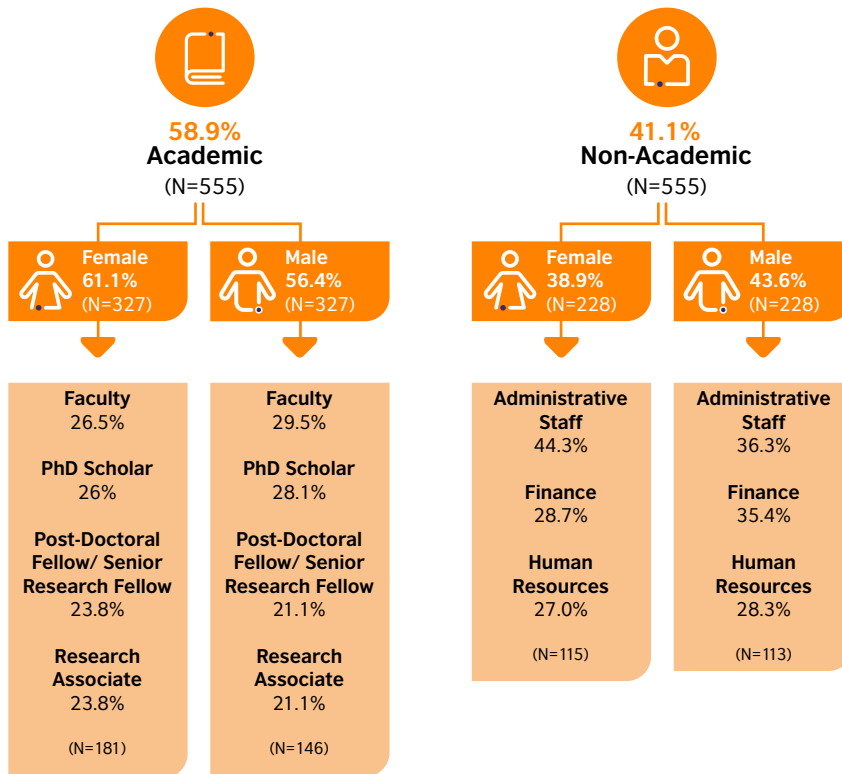 58.9%
Academic
(N=555)
Female
61.1%
(N=327)
Male
56.4%
(N=327)
Faculty
26.5%
PhD Scholar
26%
Post-Doctoral
Fellow/ Senior
Research Fellow
23.8%
Research
Associate
23.8%
(N=181)
Faculty
29.5%
PhD Scholar
28.1%
Post-Doctoral
Fellow/ Senior
Research Fellow
21.1%
Research
Associate
21.1%
(N=146)
41.1%
Non-Academic
(N=555)
Female
38.9%
(N=228)
Male
43.6%
(N=228)
Administrative
Staff
44.3%
Finance
28.7%
Human
Resources
27.0%
(N=115)
Administrative
Staff
36.3%
Finance
35.4%
Human
Resources
28.3%
(N=113)